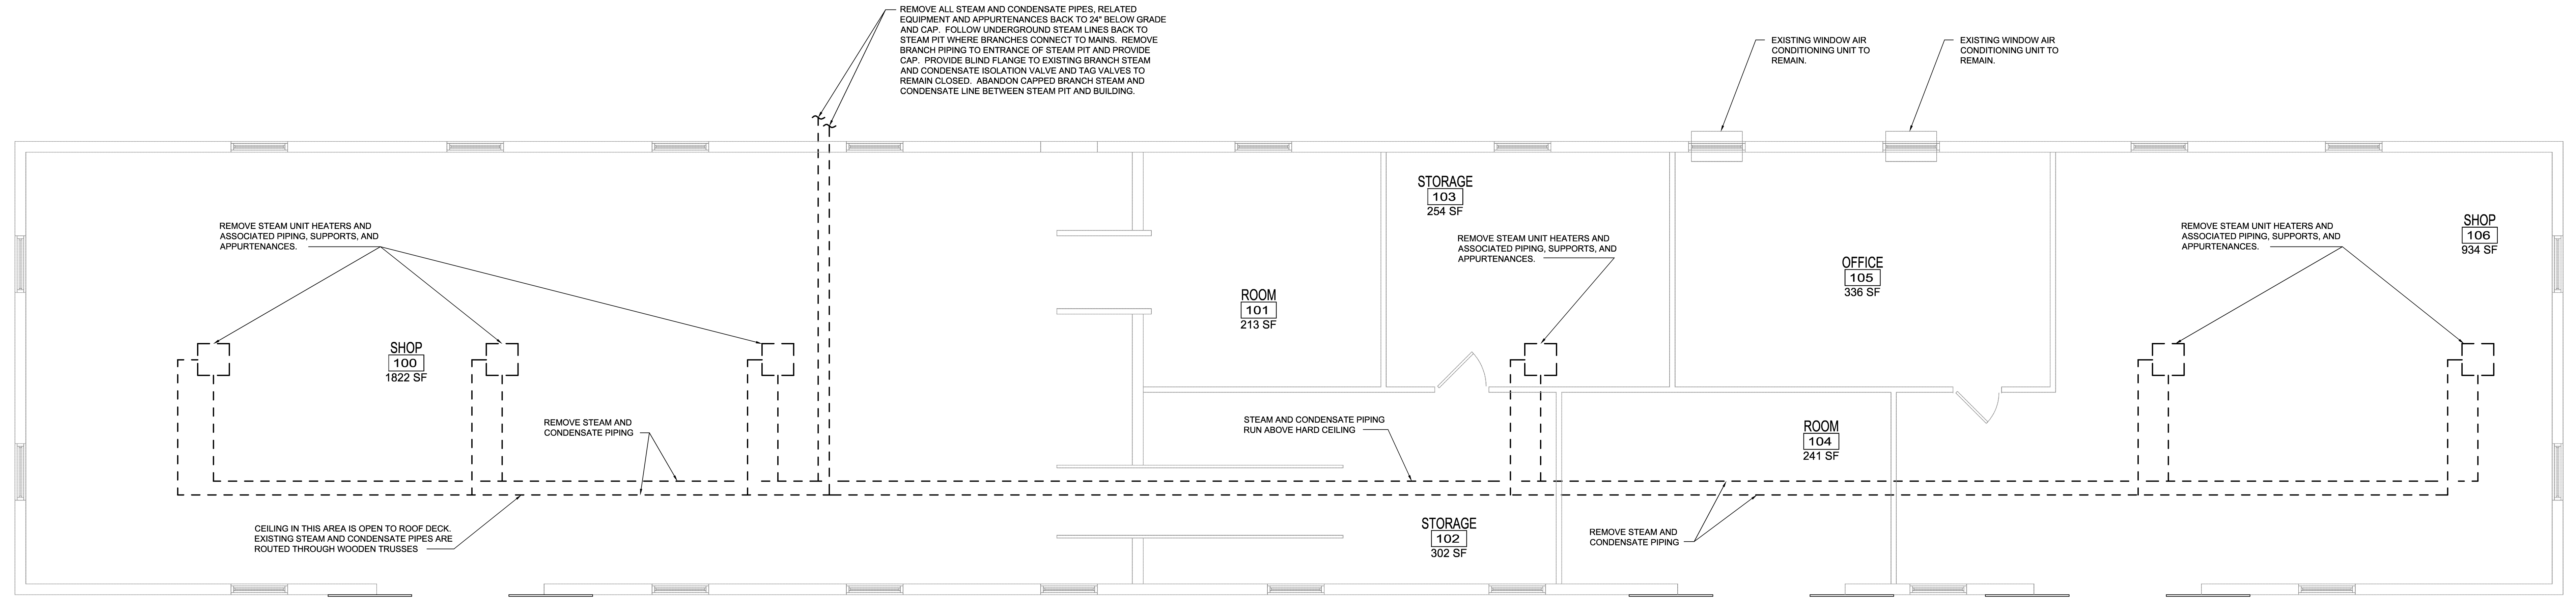 REMOVE ALL STEAM AND CONDENSATE PIPES, RELATED
EQUIPMENT AND APPURTENANCES BACK TO 24" BELOW GRADE
AND CAP. FOLLOW UNDERGROUND STEAM LINES BACK TO
STEAM PIT WHERE BRANCHES CONNECT TO MAINS. REMOVE
BRANCH PIPING TO ENTRANCE OF STEAM PIT AND PROVIDE
CAP. PROVIDE BLIND FLANGE TO EXISTING BRANCH STEAM
AND CONDENSATE ISOLATION VALVE AND TAG VALVES TO
REMAIN CLOSED. ABANDON CAPPED BRANCH STEAM AND
CONDENSATE LINE BETWEEN STEAM PIT AND BUILDING.
EXISTING WINDOW AIR
CONDITIONING UNIT TO
REMAIN.
EXISTING WINDOW AIR
CONDITIONING UNIT TO
REMAIN.
REMOVE STEAM UNIT HEATERS AND
ASSOCIATED PIPING, SUPPORTS, AND
APPURTENANCES.
STORAGE
103
254 SF
REMOVE STEAM UNIT HEATERS AND
ASSOCIATED PIPING, SUPPORTS, AND
APPURTENANCES.
REMOVE STEAM UNIT HEATERS AND
ASSOCIATED PIPING, SUPPORTS, AND
APPURTENANCES.
SHOP
106
934 SF
OFFICE
105
336 SF
ROOM
101
213 SF
SHOP
100
1822 SF
REMOVE STEAM AND
CONDENSATE PIPING
STEAM AND CONDENSATE PIPING
RUN ABOVE HARD CEILING
ROOM
104
241 SF
CEILING IN THIS AREA IS OPEN TO ROOF DECK.
EXISTING STEAM AND CONDENSATE PIPES ARE
ROUTED THROUGH WOODEN TRUSSES
STORAGE
102
302 SF
REMOVE STEAM AND
CONDENSATE PIPING